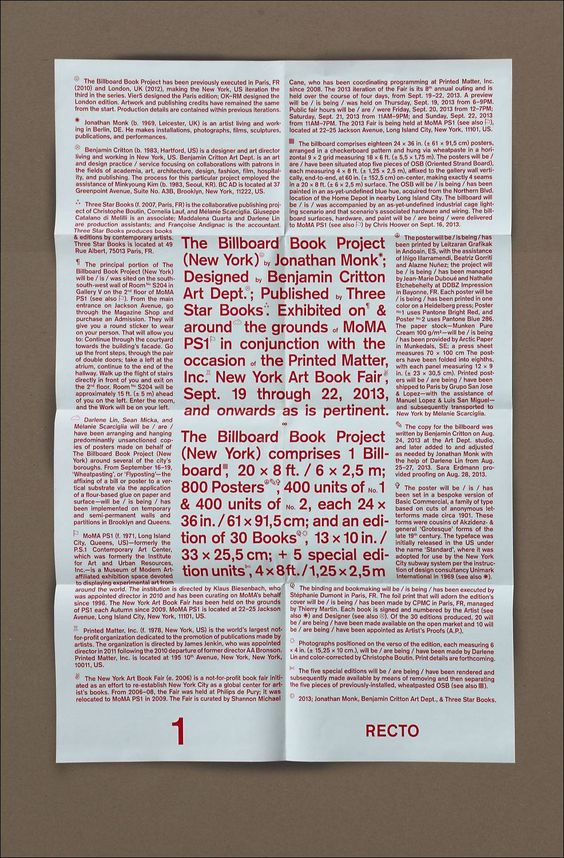 The Billboard Book Project has been previously executed in Paris, FR
(2010) and London, UK (2012), making the New York, US iteration the
third in the series. Vier5 designed the Paris edition; OK-RM designed the
London edition. Artwork and publishing credits have remained the same
from the start. Production details are contained within previous iterations.
Jonathan Monk (b. 1969, Leicester, UK) is an artist living and work-
ing in Berlin, DE. He makes installations, photographs, films, sculptures,
publications, and performances.
Benjamin Critton (b. 1983, Hartford, US) is a designer and art director
living and working in New York, US. Benjamin Critton Art Dept. is an art
and design practice / service focusing on collaborations with patrons in
the fields of academia, art, architecture, design, fashion, film, hospital-
ity, and publishing. The process for this particular project employed the
assistance of Minkyoung Kim (b. 1983, Seoul, KR). BC AD is located at 37
Greenpoint Avenue, Suite No. A3B, Brooklyn, New York, 11222, US.
Three Star Books (f. 2007, Paris, FR) is the collaborative publishing proj-
ect of Christophe Boutin, Cornelia Lauf, and Mélanie Scarciglia. Giuseppe
Catalano di Melilli is an associate; Maddalena Quarta and Darlene Lin
are production assistants; and Françoise Andignac is the accountant.
Three Star Books produces books
& editions by contemporary artists.
Three Star Books is located at 49
Rue Albert, 75013 Paris, FR.
¶ The principal portion of The
Billboard Book Project (New York)
will be / is / was sited on the south-
south-west wall of Room No. S204 in
Gallery V on the 2nd floor of MoMA
PS1 (see also). From the main
entrance on Jackson Avenue, go
through the Magazine Shop and
purchase an Admission. They will
give you a round sticker to wear
on your person. That will allow you
to: Continue through the courtyard
towards the building's facade. Go
up the front steps, through the pair
of double doors; take a left at the
atrium, continue to the end of the
hallway. Walk up the flight of stairs
directly in front of you and exit on
the 2nd floor. Room No. S204 will be
approximately 15 ft. (± 5 m) ahead
of you on the left. Enter the room,
and the Work will be on your left.
Darlene Lin, Sean Micka, and
Mélanie Scarciglia will be / are /
have been arranging and hanging
predominantly unsanctioned cop-
ies of posters made on behalf of
The Billboard Book Project (New
York) around several of the city's
boroughs. From September 16–19,
'Wheatpasting', or 'Flyposting'—the
affixing of a bill or poster to a ver-
tical substrate via the application
of a flour-based glue on paper and
surface—will be / is being / has
been implemented on temporary
and semi-permanent walls and
partitions in Brooklyn and Queens.
MoMA PS1 (f. 1971, Long Island
City, Queens, US)—formerly the
P.S.1 Contemporary Art Center,
which was formerly the Institute
for Art and Urban Resources,
Inc.—is a Museum of Modern Art-
affiliated exhibition space devoted
to displaying experimental art from
around the world. The institution is directed by Klaus Biesenbach, who
was appointed director in 2010 and has been curating on MoMA's behalf
since 1996. The New York Art Book Fair has been held on the grounds
of PS1 each Autumn since 2009. MoMA PS1 is located at 22–25 Jackson
Avenue, Long Island City, New York, 11101, US.
Printed Matter, Inc. (f. 1978, New York, US) is the world's largest not-
for-profit organization dedicated to the promotion of publications made by
artists. The organization is directed by James Jenkin, who was appointed
director in 2011 following the 2010 departure of former director AA Bronson.
Printed Matter, Inc. is located at 195 10th Avenue, New York, New York,
10011, US.
The New York Art Book Fair (e. 2006) is a not-for-profit book fair initi-
ated as an effort to re-establish New York City as a global center for art-
ist's books. From 2006–08, the Fair was held at Philips de Pury; it was
relocated to MoMA PS1 in 2009. The Fair is curated by Shannon Michael
Cane, who has been coordinating programming at Printed Matter, Inc.
since 2008. The 2013 iteration of the Fair is its 8th annual outing and is
held over the course of four days, from Sept. 19–22, 2013. A preview
will be / is being / was held on Thursday, Sept. 19, 2013 from 6–9PM.
Public fair hours will be / are / were Friday, Sept. 20, 2013 from 12–7PM;
Saturday, Sept. 21, 2013 from 11AM–9PM; and Sunday, Sept. 22, 2013
from 11AM–7PM. The 2013 Fair is being held at MoMA PS1 (see also),
located at 22–25 Jackson Avenue, Long Island City, New York, 11101, US.
The billboard comprises eighteen 24 × 36 in. (± 61 × 91,5 cm) posters,
arranged in a checkerboard pattern and hung via wheatpaste in a hori-
zontal 9 × 2 grid measuring 18 × 6 ft. (± 5,5 × 1,75 m). The posters will be /
are / have been situated atop five pieces of OSB (Oriented Strand Board),
each measuring 4 × 8 ft. (± 1,25 × 2,5 m), affixed to the gallery wall verti-
cally, end-to-end, at 60 in. (± 152,5 cm) on-center, making exactly 4 seams
in a 20 × 8 ft. (± 6 × 2,5 m) surface. The OSB will be / is being / has been
painted in an as-yet-undefined blue hue, acquired from the Northern Blvd.
location of the Home Depot in nearby Long Island City. The billboard will
be / is / was accompanied by an as-yet-undefined industrial cage light-
ing scenario and that scenario's associated hardware and wiring. The bill-
board surfaces, hardware, and paint will be / are being / were delivered
to MoMA PS1 (see also) by Chris Hoover on Sept. 16, 2013.
The poster will be / is being / has
been printed by Leitzaran Grafikak
in Andoain, ES, with the assistance
of Iñigo Illarramendi, Beatriz Gorriti
and Alazne Nuñez; the project will
be / is being / has been managed
by Jean-Marie Duboué and Nathalie
Etchebeheity at DDBZ Impression
in Bayonne, FR. Each poster will be
/ is being / has been printed in one
color on a Heidelberg press; Poster
No. 1 uses Pantone Bright Red, and
Poster No. 2 uses Pantone Blue 286.
The paper stock—Munken Pure
Cream 100 g/m²—will be / is being
/ has been provided by Arctic Paper
in Munkedals, SE; a press sheet
measures 70 × 100 cm The post-
ers have been folded into eighths,
with each panel measuring 12 × 9
in. (± 23 × 30,5 cm). Printed post-
ers will be / are being / have been
shipped to Paris by Grupo San Jose
& Lopez—with the assistance of
Manuel Lopez & Luis San Miguel—
and subsequently transported to
New York by Mélanie Scarciglia.
The copy for the billboard was
written by Benjamin Critton on Aug.
24, 2013 at the Art Dept. studio,
and later added to and adjusted
as needed by Jonathan Monk with
the help of Darlene Lin from Aug.
25–27, 2013. Sara Erdmann pro-
vided proofing on Aug. 28, 2013.
The poster will be / is being / has
been set in a bespoke version of
Basic Commercial, a family of type
based on cuts of anonymous let-
terforms made circa 1901. These
forms were cousins of Akzidenz- &
general 'Grotesque' forms of the
late 19th century. The typeface was
initially released in the US under
the name 'Standard', where it was
adopted for use by the New York
City subway system per the instruc-
tion of design consultancy Unimark
International in 1969 (see also).
The binding and bookmaking will be / is being / has been executed by
Stephanie Dumont in Paris, FR. The foil print that will adorn the edition's
cover will be / is being / has been made by CPMC in Paris, FR, managed
by Thierry Martin. Each book is signed and numbered by the Artist (see
also) and Designer (see also). Of the 30 editions produced, 20 will
be / are being / have been made available on the open market and 10 will
be / are being / have been appointed as Artist's Proofs (A.P.).
Photographs positioned on the verso of the edition, each measuring 6
× 4 in. (± 15,25 × 10 cm.), will be / are being / have been made by Darlene
Lin and color-corrected by Christophe Boutin. Print details are forthcoming.
The five special editions will be / are being / have been rendered and
subsequently made available by means of removing and then separating
the five pieces of previously-installed, wheatpasted OSB (see also).
2013; Jonathan Monk, Benjamin Critton Art Dept., & Three Star Books.
The Billboard Book Project
(New York) by Jonathan Monk;
Designed by Benjamin Critton
Art Dept.; Published by Three
Star Books. Exhibited on¶ &
around the grounds of MoMA
PS1 in conjunction with the
occasion of the Printed Matter,
Inc. New York Art Book Fair,
Sept. 19 through 22, 2013,
and onwards as is pertinent.
∞
The Billboard Book Project
(New York) comprises 1 Bill-
board, 20 × 8 ft. / 6 × 2,5 m;
800 Posters, 400 units of No. 1
& 400 units of No. 2, each 24 ×
36 in. / 61 × 91,5 cm; and an edi-
tion of 30 Books, 13 × 10 in. /
33 × 25,5 cm; + 5 special edi-
tion units, 4 × 8 ft. / 1,25 × 2,5 m
1
RECTO